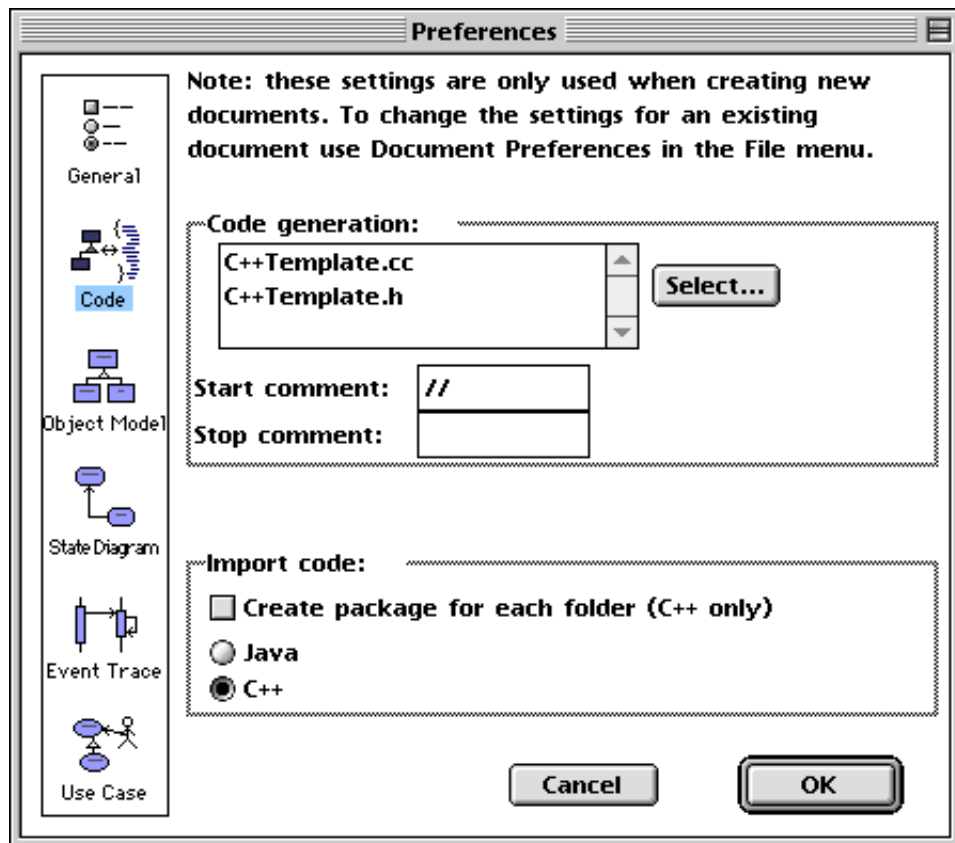 Preferences
Note: these settings are only used when creating new
documents. To change the settings for an existing
document use Document Preferences in the File menu.
General
Code
Object Model
State Diagram
Event Trace
Use Case
Code generation:
C++Template.cc
C++Template.h
Select...
Start comment:
//
Stop comment:
Import code:
Create package for each folder (C++ only)
Java
C++
Cancel
OK